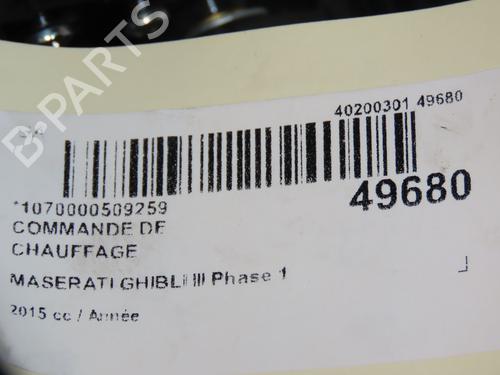 40200301 49680
*1070000509259
49680
COMMANDE DE
CHAUFFAGE
MASERATI GHIBLI III Phase 1
2015 cc / Année
B-PARTS